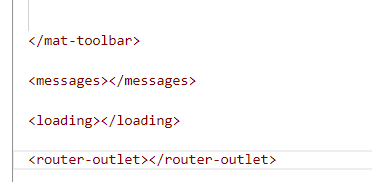 </mat-toolbar>
<messages></messages>
<loading></loading>
<router-outlet></router-outlet>